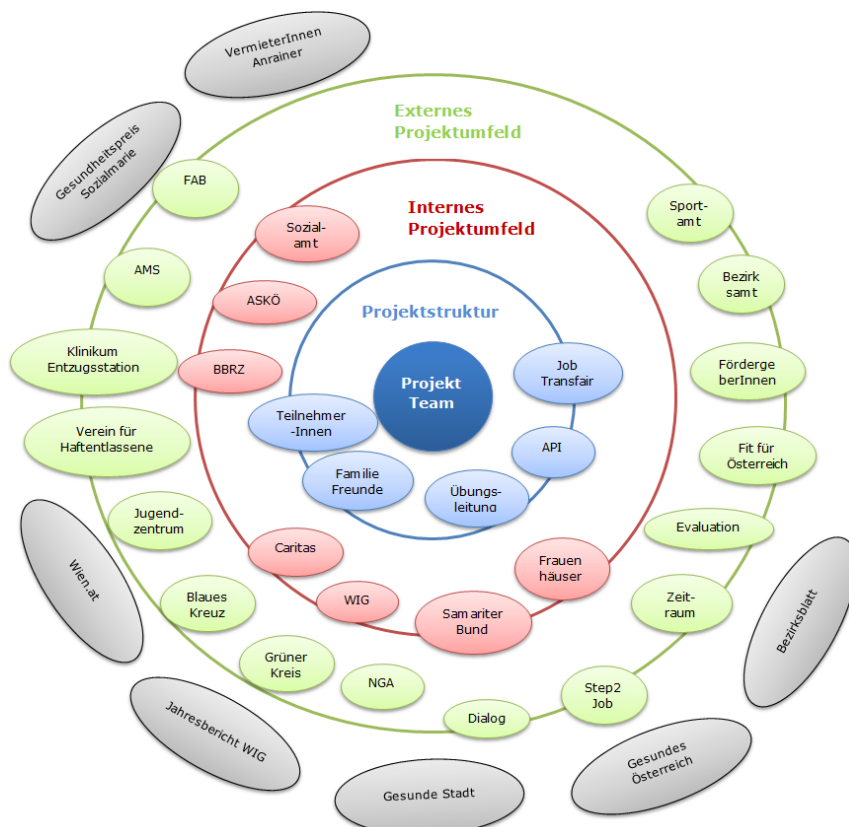 VermieterInnen
Anrainer
Gesundheitspreis
Sozialmarie
Externes
Projektumfeld
FAB
Sport-
amt
Internes
Projektumfeld
Sozial-
amt
AMS
Bezirk
samt
ASKÖ
Projektstruktur
Klinikum
Entzugsstation
BBRZ
Projekt
Team
Job
Transfair
Förderge
berInnen
Teilnehmer
-Innen
Verein für
Haftentlassene
API
Fit für
Österreich
Familie
Freunde
Übungs-
leitung
Jugend-
zentrum
Evaluation
Caritas
Frauen
häuser
Wien.at
Blaues
Kreuz
WIG
Samariter
Bund
Zeit-
raum
Bezirksblatt
Grüner
Kreis
NGA
Step2
Job
Dialog
Jahresbericht WIG
Gesunde Stadt
Gesundes
Österreich